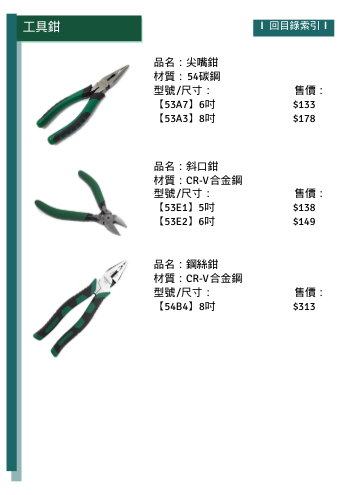 工具鉗
回目錄索引
品名：尖嘴鉗
材質：54碳鋼
型號/尺寸： 售價：
【53A7】6吋 $133
【53A3】8吋 $178
品名：斜口鉗
材質：CR-V合金鋼
型號/尺寸： 售價：
【53E1】5吋 $138
【53E2】6吋 $149
品名：鋼絲鉗
材質：CR-V合金鋼
型號/尺寸： 售價：
【54B4】8吋 $313